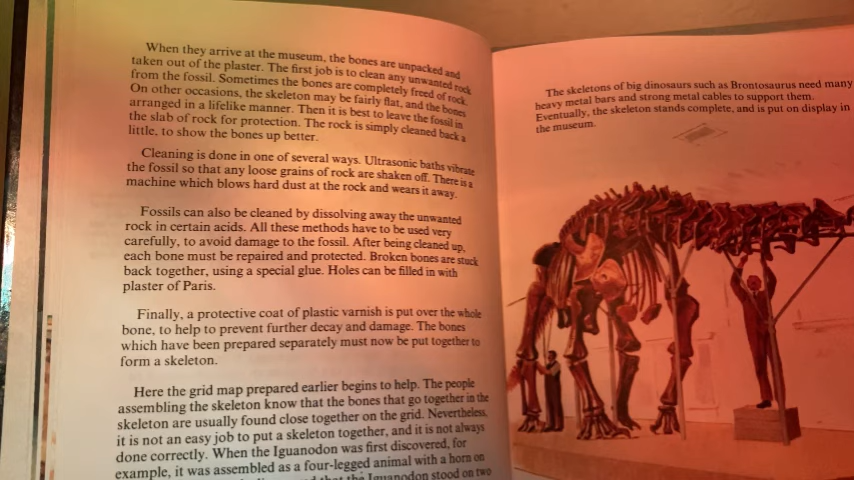 When they arrive at the museum, the bones are unpacked and
taken out of the plaster. The first job is to clean any unwanted rock
from the fossil. Sometimes the bones are completely freed of rock.
On other occasions, the skeleton may be fairly flat, and the bones
arranged in a lifelike manner. Then it is best to leave the fossil in
the slab of rock for protection. The rock is simply cleaned back a
little, to show the bones up better.
Cleaning is done in one of several ways. Ultrasonic baths vibrate
the fossil so that any loose grains of rock are shaken off. There is a
machine which blows hard dust at the rock and wears it away.
Fossils can also be cleaned by dissolving away the unwanted
rock in certain acids. All these methods have to be used very
carefully, to avoid damage to the fossil. After being cleaned up,
each bone must be repaired and protected. Broken bones are stuck
back together, using a special glue. Holes can be filled in with
plaster of Paris.
Finally, a protective coat of plastic varnish is put over the whole
bone, to help to prevent further decay and damage. The bones
which have been prepared separately must now be put together to
form a skeleton.
Here the grid map prepared earlier begins to help. The people
assembling the skeleton know that the bones that go together in the
skeleton are usually found close together on the grid. Nevertheless,
it is not an easy job to put a skeleton together, and it is not always
done correctly. When the Iguanodon was first discovered, for
example, it was assembled as a four-legged animal with a horn on
that the Iguanodon stood on two
The skeletons of big dinosaurs such as Brontosaurus need many
heavy metal bars and strong metal cables to support them.
Eventually, the skeleton stands complete, and is put on display in
the museum.